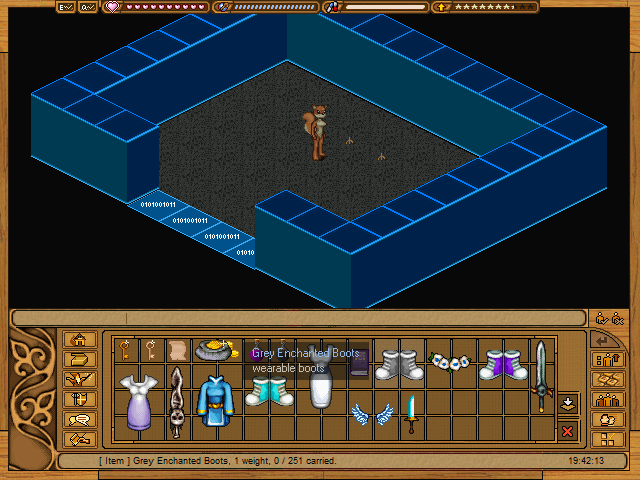 0101001011
0101001011
0101001011
01010
Grey Enchanted Boots
wearable boots
[ Item ] Grey Enchanted Boots, 1 weight, 0 / 251 carried.
19:42:13